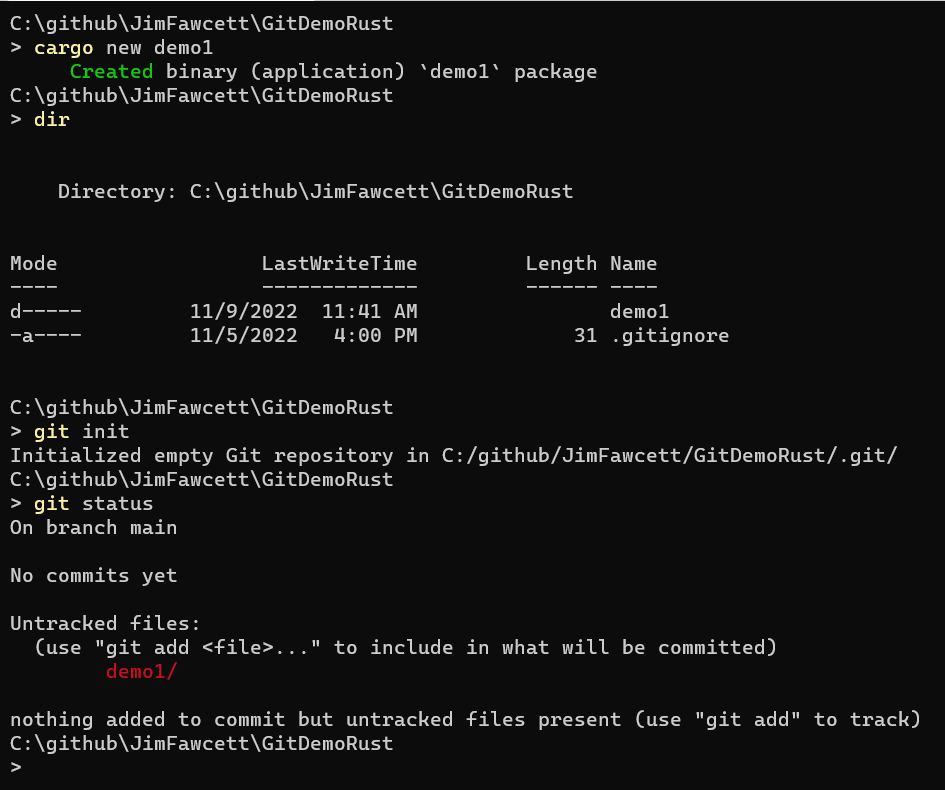 C:\github\JimFawcett\GitDemoRust
> cargo new demo1
     Created binary (application) `demo1` package
C:\github\JimFawcett\GitDemoRust
> dir


    Directory: C:\github\JimFawcett\GitDemoRust


Mode                 LastWriteTime         Length Name
----                 -------------         ------ ----
d-----         11/9/2022  11:41 AM                demo1
-a----         11/5/2022   4:00 PM             31 .gitignore


C:\github\JimFawcett\GitDemoRust
> git init
Initialized empty Git repository in C:/github/JimFawcett/GitDemoRust/.git/
C:\github\JimFawcett\GitDemoRust
> git status
On branch main

No commits yet

Untracked files:
  (use "git add <file>..." to include in what will be committed)
        demo1/

nothing added to commit but untracked files present (use "git add" to track)
C:\github\JimFawcett\GitDemoRust
>